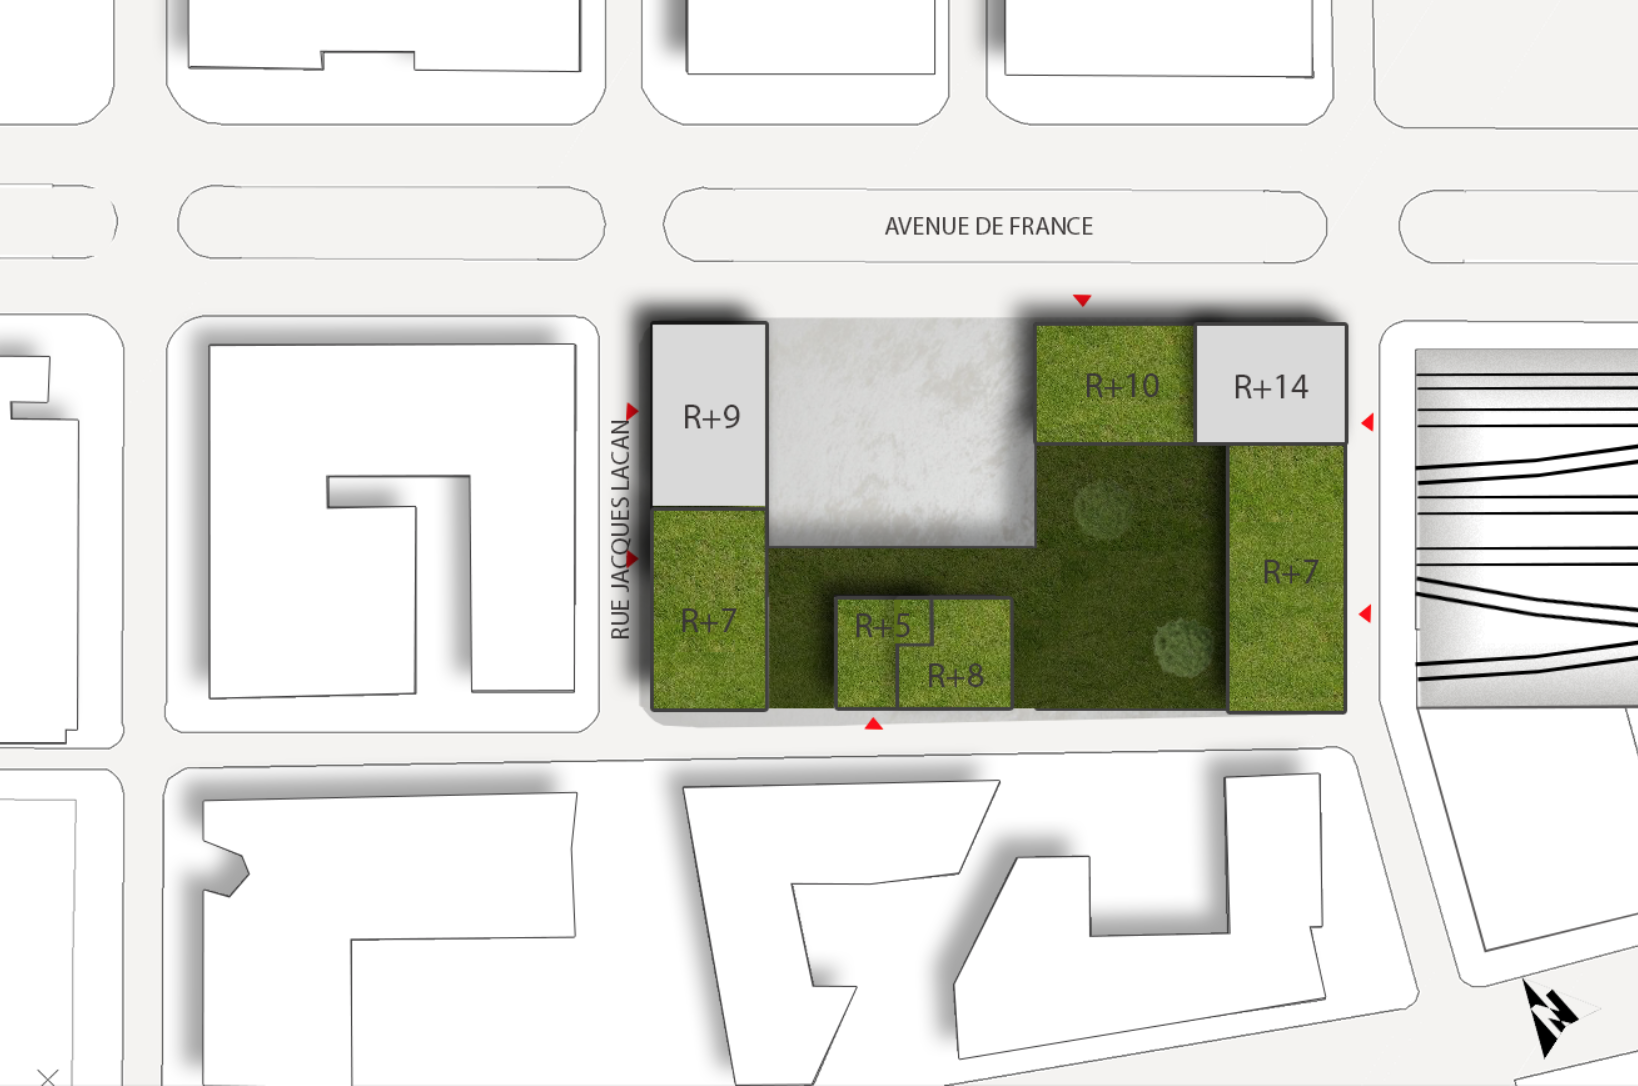 AVENUE DE FRANCE
R+10
R+14
R+9
RUE JACQUES LACAN
R+7
R+7
R+5
R+8
N